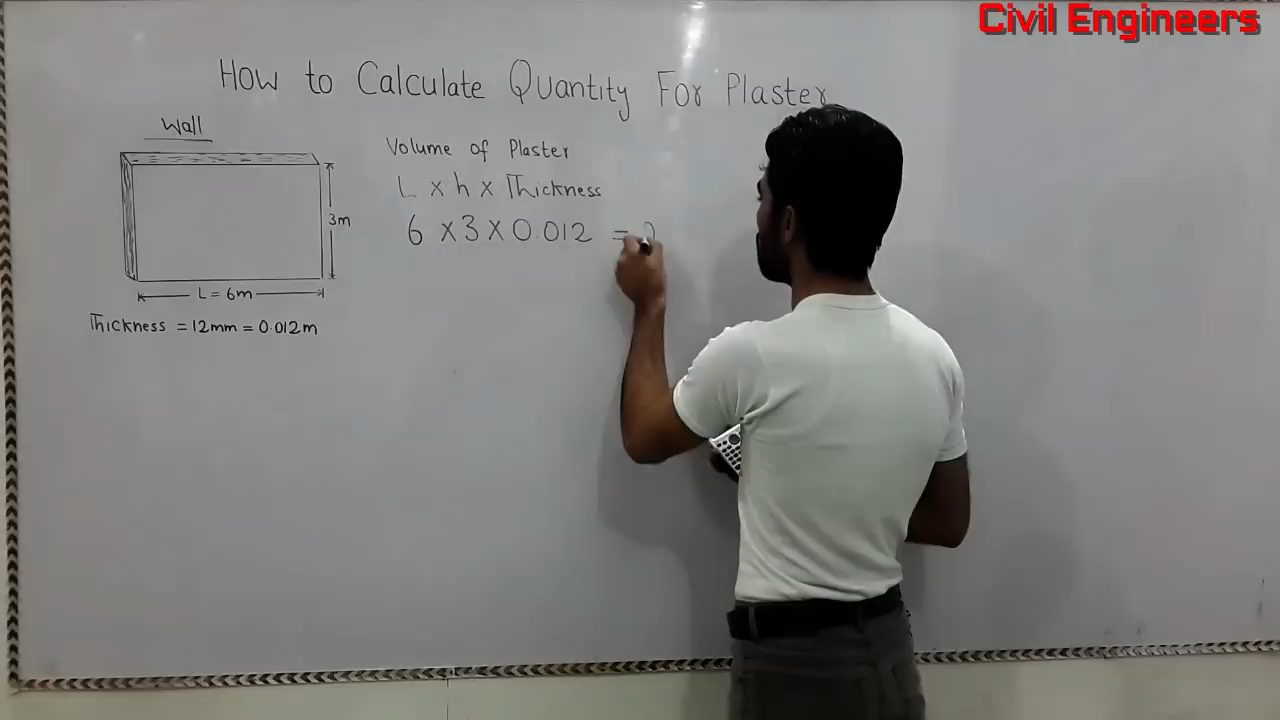 Civil Engineers
How to Calculate Quantity For Plaster
Wall
3m
L = 6m
Thickness = 12mm = 0.012m
Volume of Plaster
L x h x Thickness
6 x 3 x 0.012 =